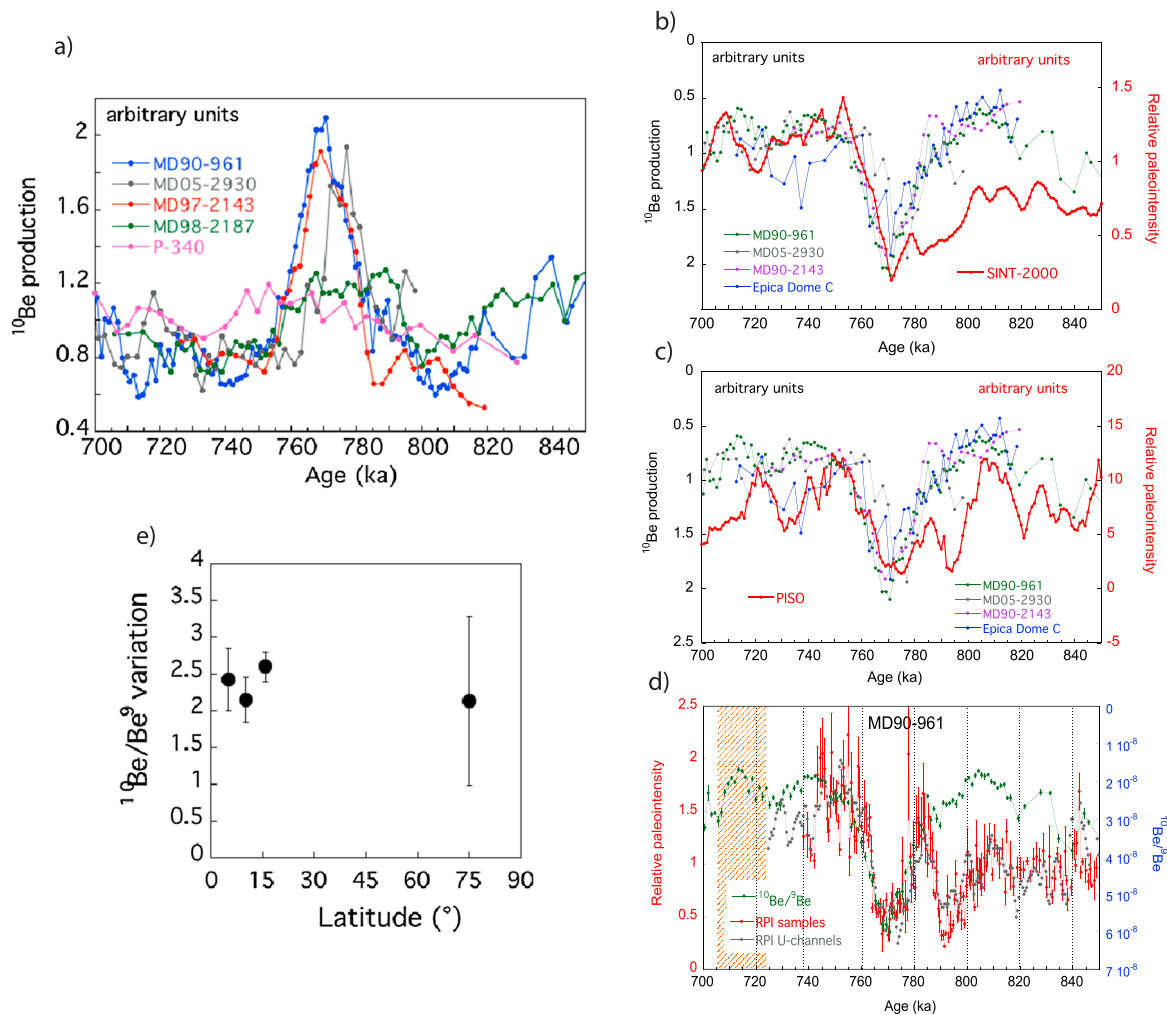 a)
arbitrary units
2
1.6
1.2
0.8
0.4
10Be production
MD90-961
MD05-2930
MD97-2143
MD98-2187
P-340
700 720 740 760 780 800 820 840
Age (ka)
b)
arbitrary units
arbitrary units
0
0.5
1
1.5
2
10Be production
1.5
1
0.5
0
Relative paleointensity
MD90-961
MD05-2930
MD90-2143
Epica Dome C
SINT-2000
700 720 740 760 780 800 820 840
Age (ka)
c)
arbitrary units
arbitrary units
0
0.5
1
1.5
2
2.5
10Be production
20
15
10
5
0
-5
Relative paleointensity
PISO
MD90-961
MD05-2930
MD90-2143
Epica Dome C
700 720 740 760 780 800 820 840
Age (ka)
d)
MD90-961
2.5
2
1.5
1
0.5
0
Relative paleointensity
0
1 10-8
2 10-8
3 10-8
4 10-8
5 10-8
6 10-8
7 10-8
10Be/9Be
10Be/9Be
RPI samples
RPI U-channels
700 720 740 760 780 800 820 840
Age (ka)
e)
4
3.5
3
2.5
2
1.5
1
0.5
0
10Be/Be9 variation
0 15 30 45 60 75 90
Latitude (°)